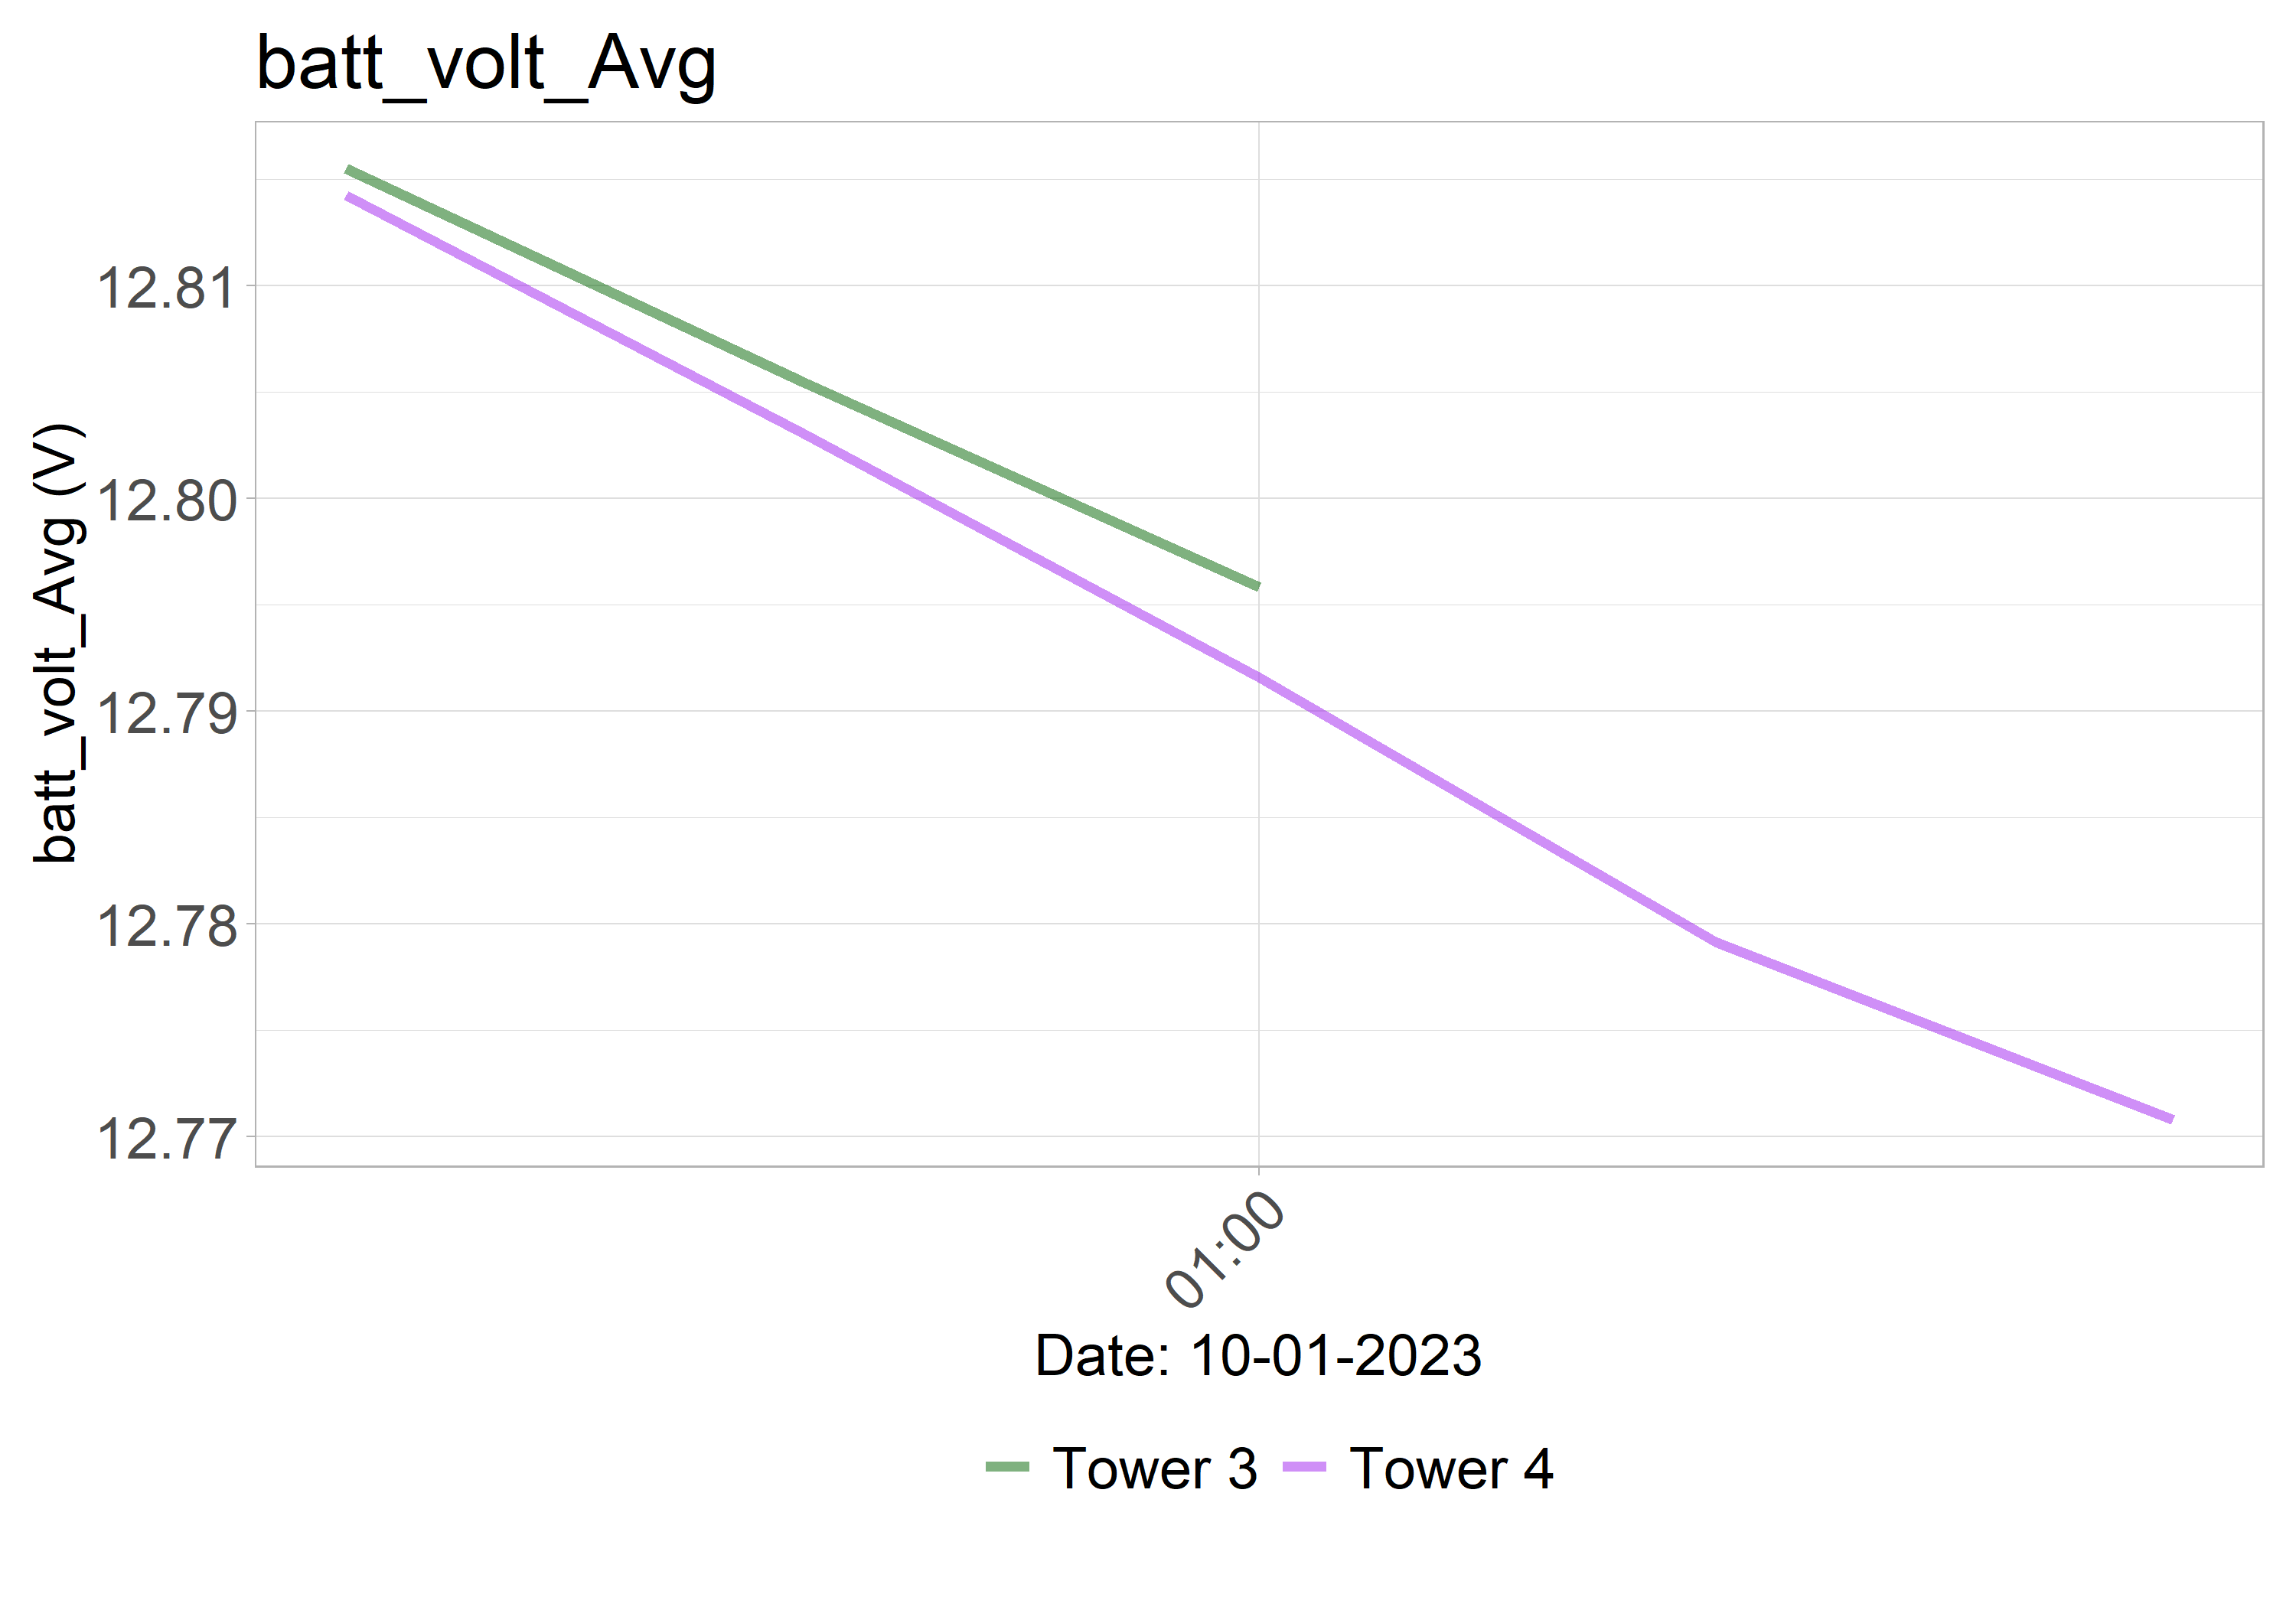 batt_volt_Avg
batt_volt_Avg (V)
12.81
12.80
12.79
12.78
12.77
01:00
Date: 10-01-2023
Tower 3 Tower 4